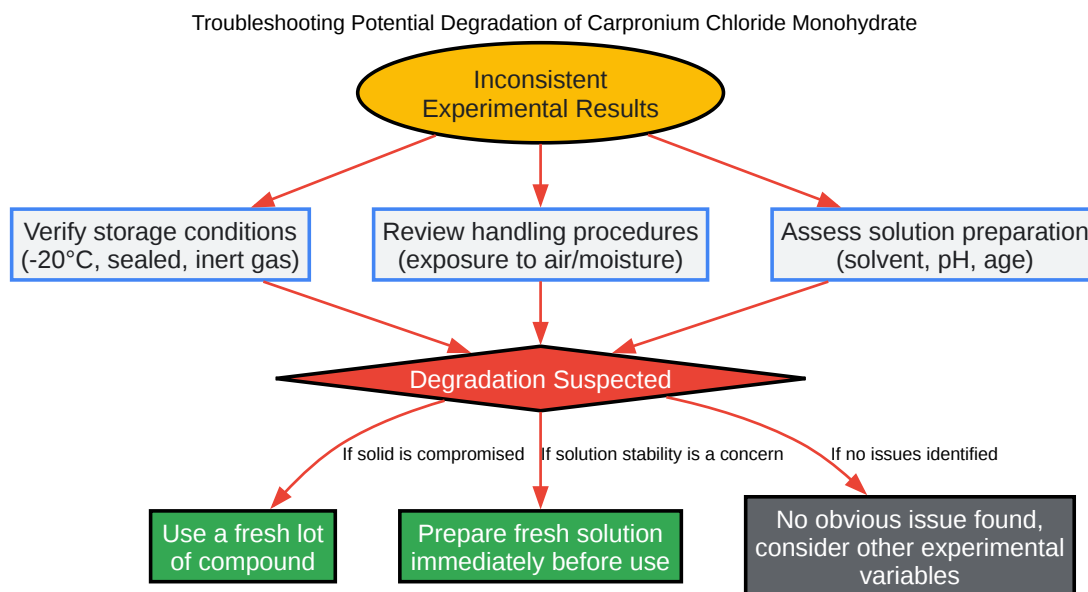 Troubleshooting Potential Degradation of Carpronium Chloride Monohydrate
Inconsistent
Experimental Results
Verify storage conditions
(-20°C, sealed, inert gas)
Review handling procedures
(exposure to air/moisture)
Assess solution preparation
(solvent, pH, age)
Degradation Suspected
If solid is compromised
If solution stability is a concern
If no issues identified
Use a fresh lot
of compound
Prepare fresh solution
immediately before use
No obvious issue found,
consider other experimental
variables